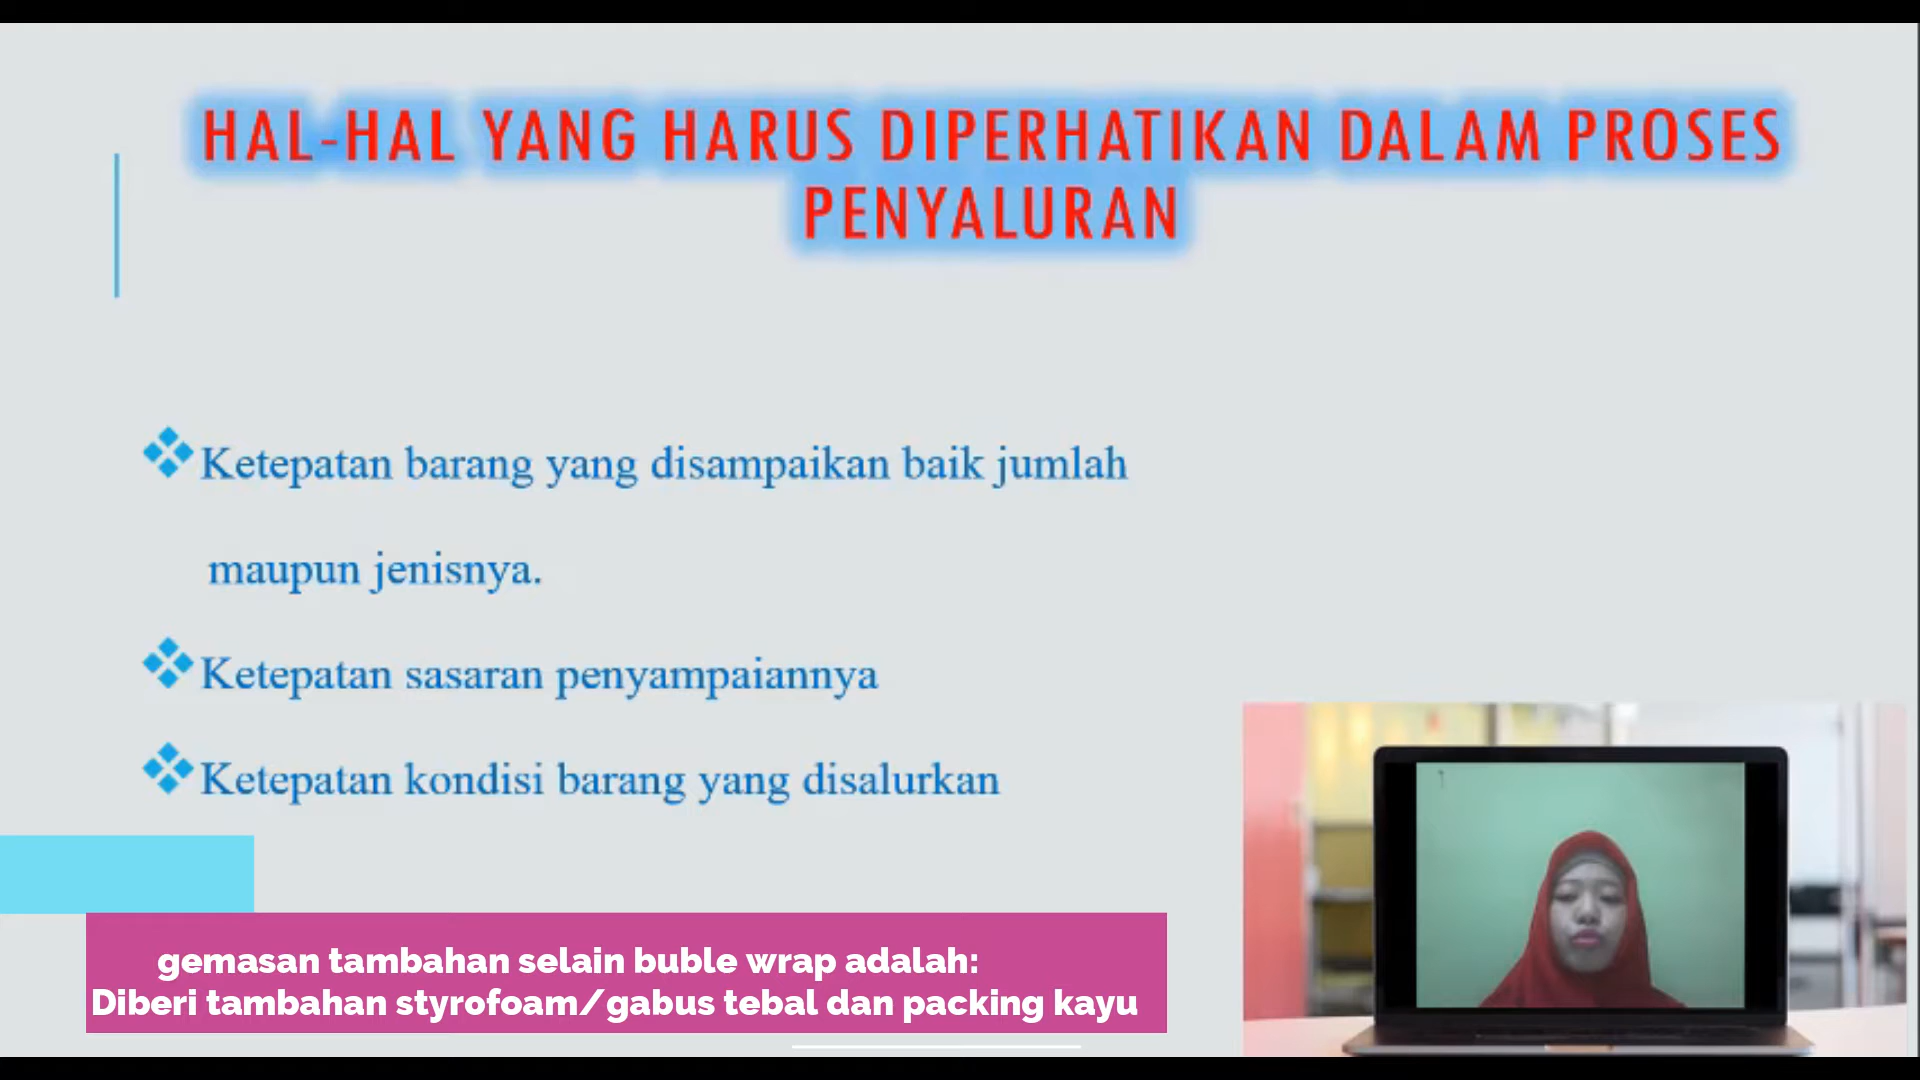 HAL-HAL YANG HARUS DIPERHATIKAN DALAM PROSES
PENYALURAN
Ketepatan barang yang disampaikan baik jumlah
maupun jenisnya.
Ketepatan sasaran penyampaiannya
Ketepatan kondisi barang yang disalurkan
gemasan tambahan selain buble wrap adalah:
Diberi tambahan styrofoam/gabus tebal dan packing kayu